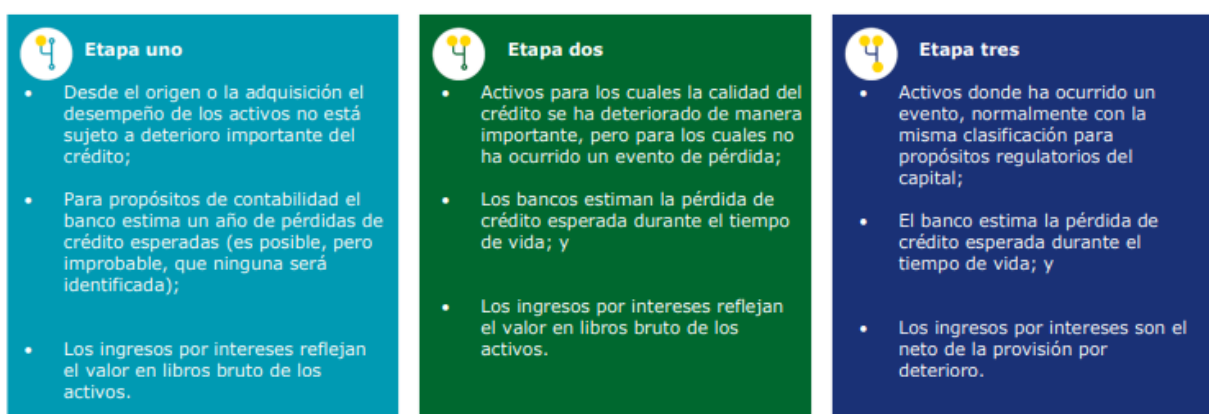 Etapa uno
• Desde el origen o la adquisición el
desempeño de los activos no está
sujeto a deterioro importante del
crédito;
• Para propósitos de contabilidad el
banco estima un año de pérdidas de
crédito esperadas (es posible, pero
improbable, que ninguna será
identificada);
• Los ingresos por intereses reflejan
el valor en libros bruto de los
activos.
Etapa dos
• Activos para los cuales la calidad del
crédito se ha deteriorado de manera
importante, pero para los cuales no
ha ocurrido un evento de pérdida;
• Los bancos estiman la pérdida de
crédito esperada durante el tiempo
de vida; y
• Los ingresos por intereses reflejan
el valor en libros bruto de los
activos.
Etapa tres
• Activos donde ha ocurrido un
evento, normalmente con la
misma clasificación para
propósitos regulatorios del
capital;
• El banco estima la pérdida de
crédito esperada durante el
tiempo de vida; y
• Los ingresos por intereses son el
neto de la provisión por
deterioro.